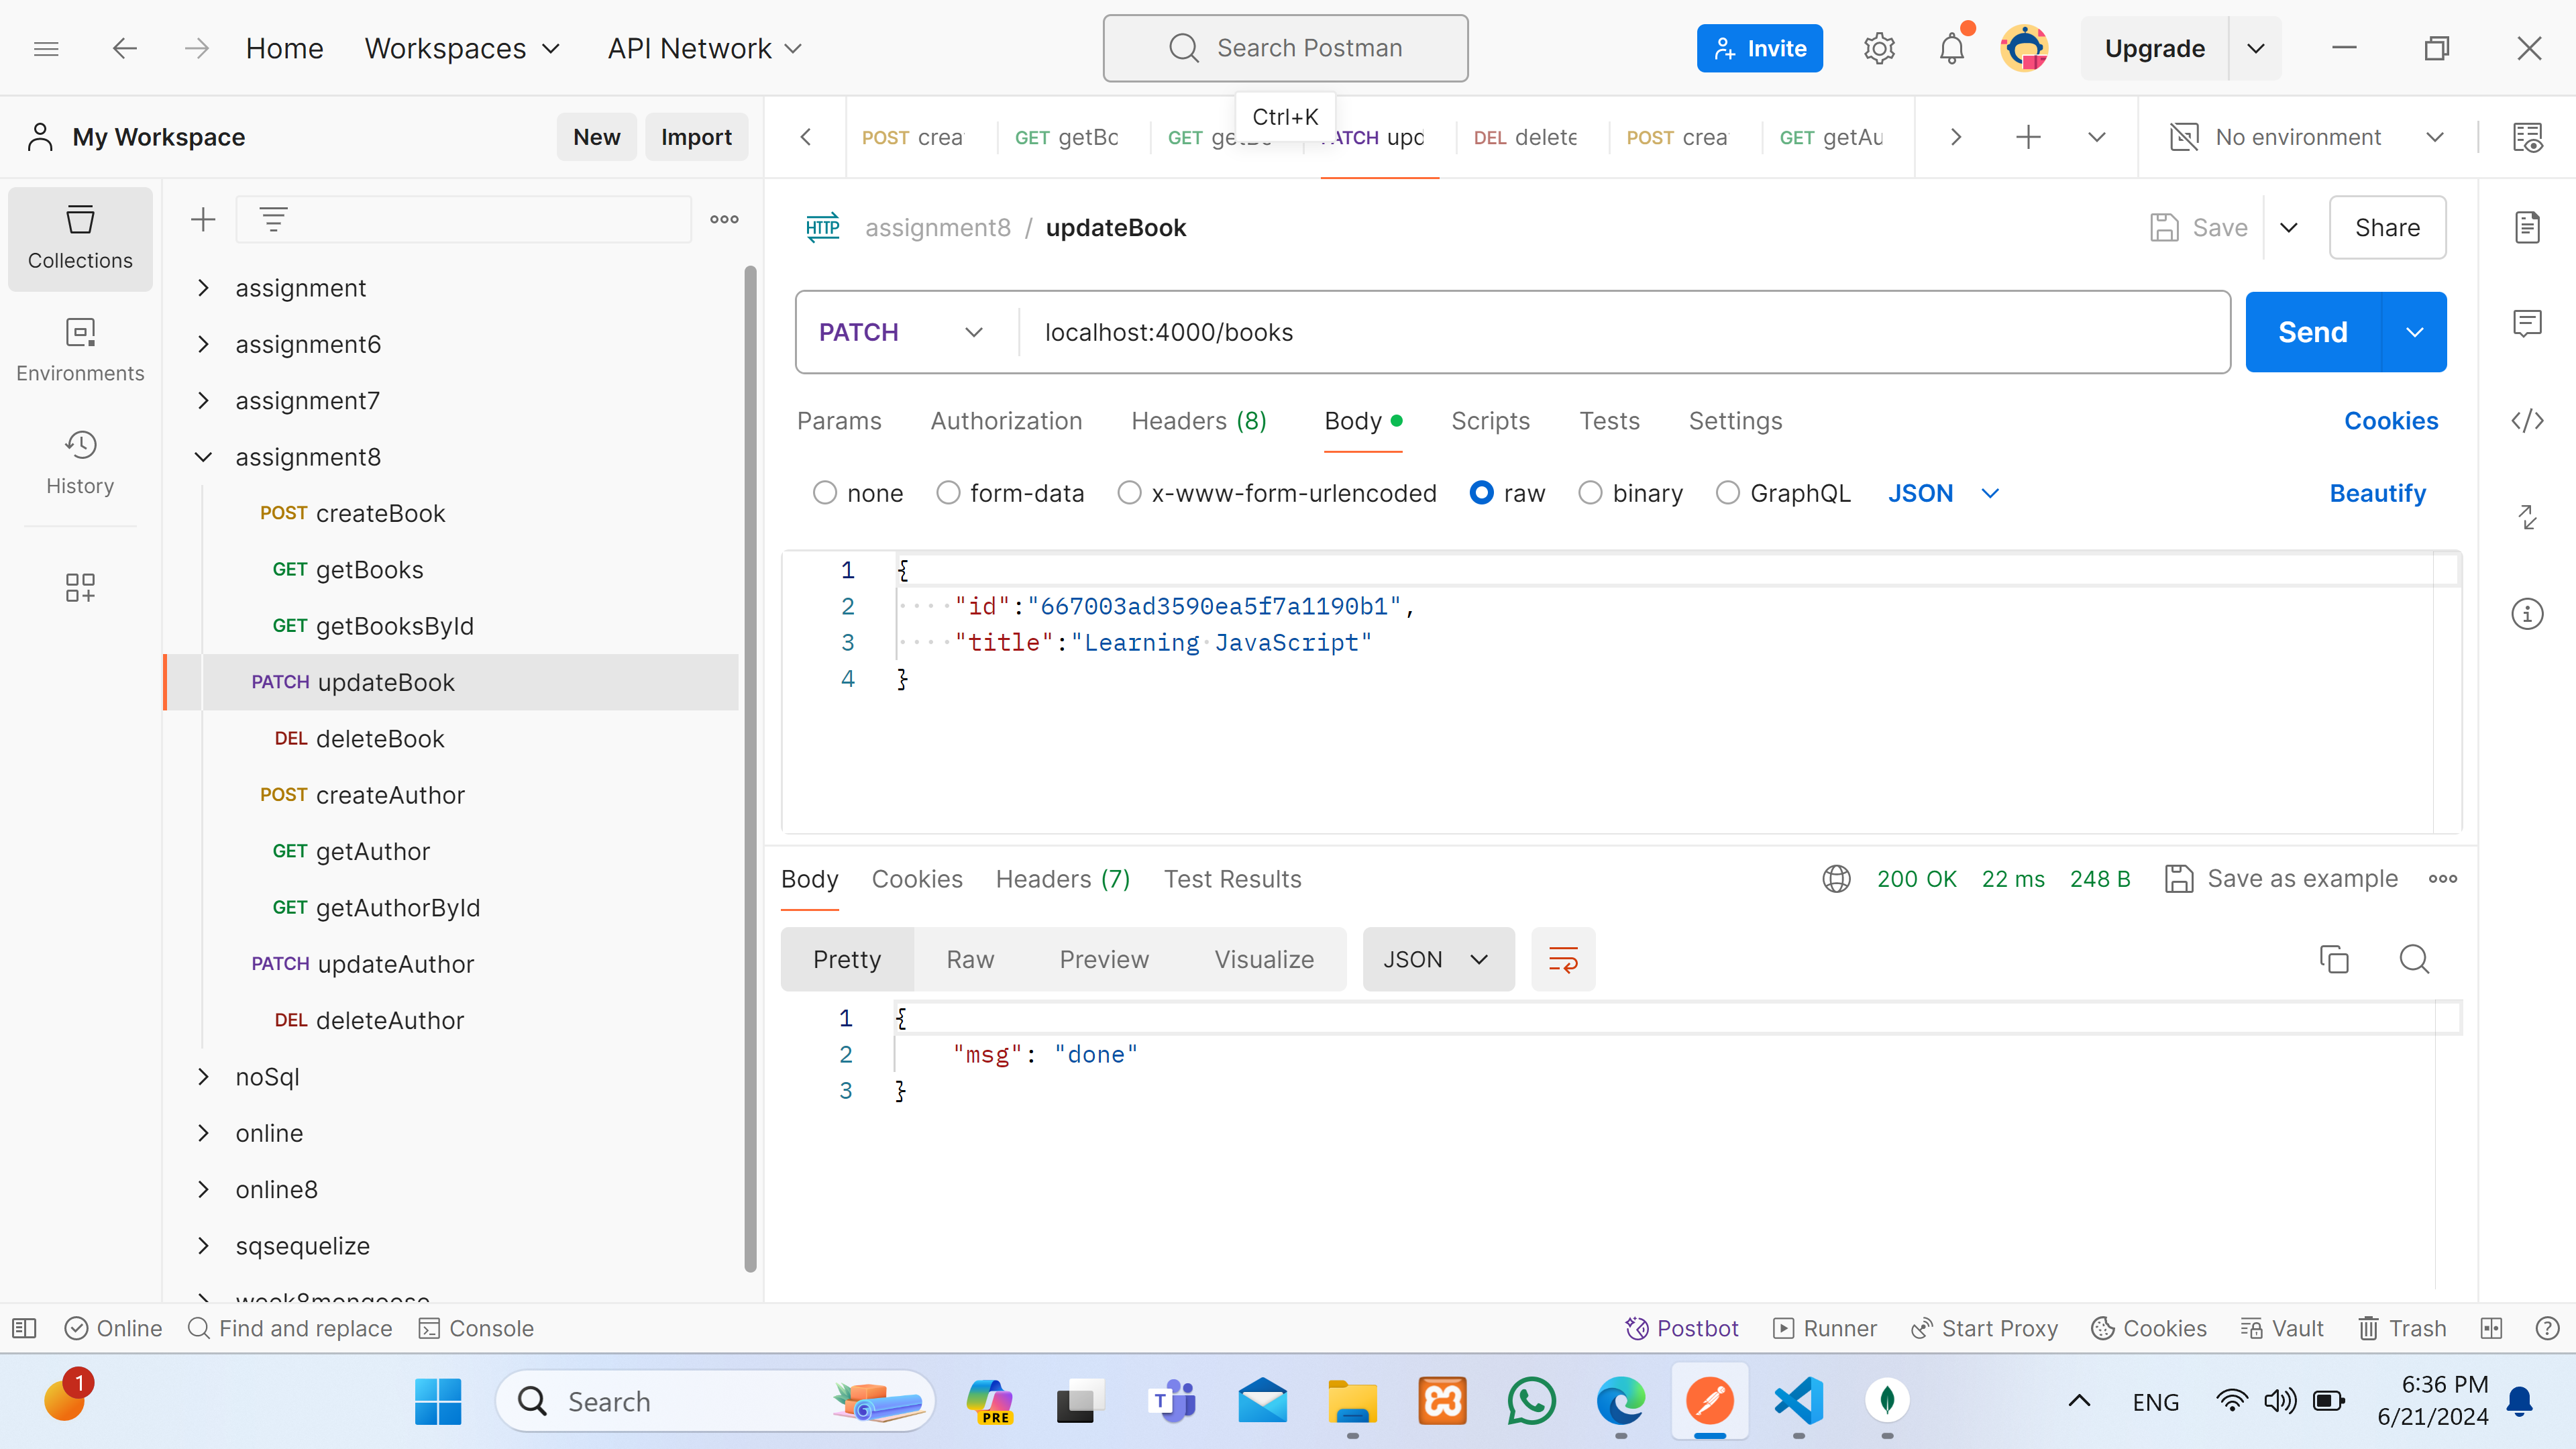 Home
Workspaces
API Network
Search Postman
Invite
Upgrade
Ctrl+K
My Workspace
New
Import
POST crea
GET getBo
GET
ATCH upd
DEL delete
POST crea
GET getAu
No environment
Collections
Environments
History
assignment
assignment6
assignment7
assignment8
POST createBook
GET getBooks
GET getBooksById
PATCH updateBook
DEL deleteBook
POST createAuthor
GET getAuthor
GET getAuthorById
PATCH updateAuthor
DEL deleteAuthor
noSql
online
online8
sqsequelize
week8mongoose
HTTP
assignment8 / updateBook
Save
Share
PATCH
localhost:4000/books
Send
Params
Authorization
Headers (8)
Body
Scripts
Tests
Settings
Cookies
none
form-data
x-www-form-urlencoded
raw
binary
GraphQL
JSON
Beautify
1 {
2 "id":"667003ad3590ea5f7a1190b1",
3 "title":"Learning JavaScript"
4 }
Body
Cookies
Headers (7)
Test Results
200 OK
22 ms
248 B
Save as example
Pretty
Raw
Preview
Visualize
JSON
1 {
2 "msg": "done"
3 }
Online
Find and replace
Console
Postbot
Runner
Start Proxy
Cookies
Vault
Trash
1
Search
PRE
T
ENG
6:36 PM
6/21/2024